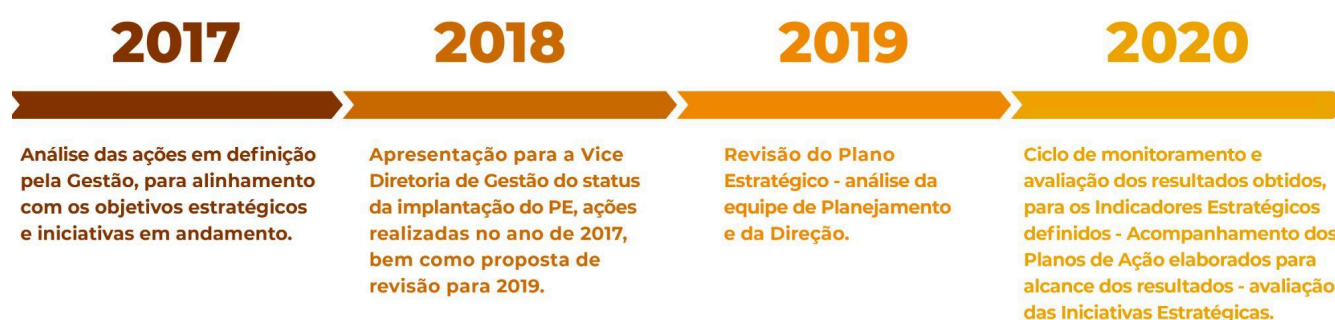 2017
2018
2019
2020
Análise das ações em definição
pela Gestão, para alinhamento
com os objetivos estratégicos
e iniciativas em andamento.
Apresentação para a Vice
Diretoria de Gestão do status
da implantação do PE, ações
realizadas no ano de 2017,
bem como proposta de
revisão para 2019.
Revisão do Plano
Estratégico - análise da
equipe de Planejamento
e da Direção.
Ciclo de monitoramento e
avaliação dos resultados obtidos,
para os Indicadores Estratégicos
definidos - Acompanhamento dos
Planos de Ação elaborados para
alcance dos resultados - avaliação
das Iniciativas Estratégicas.